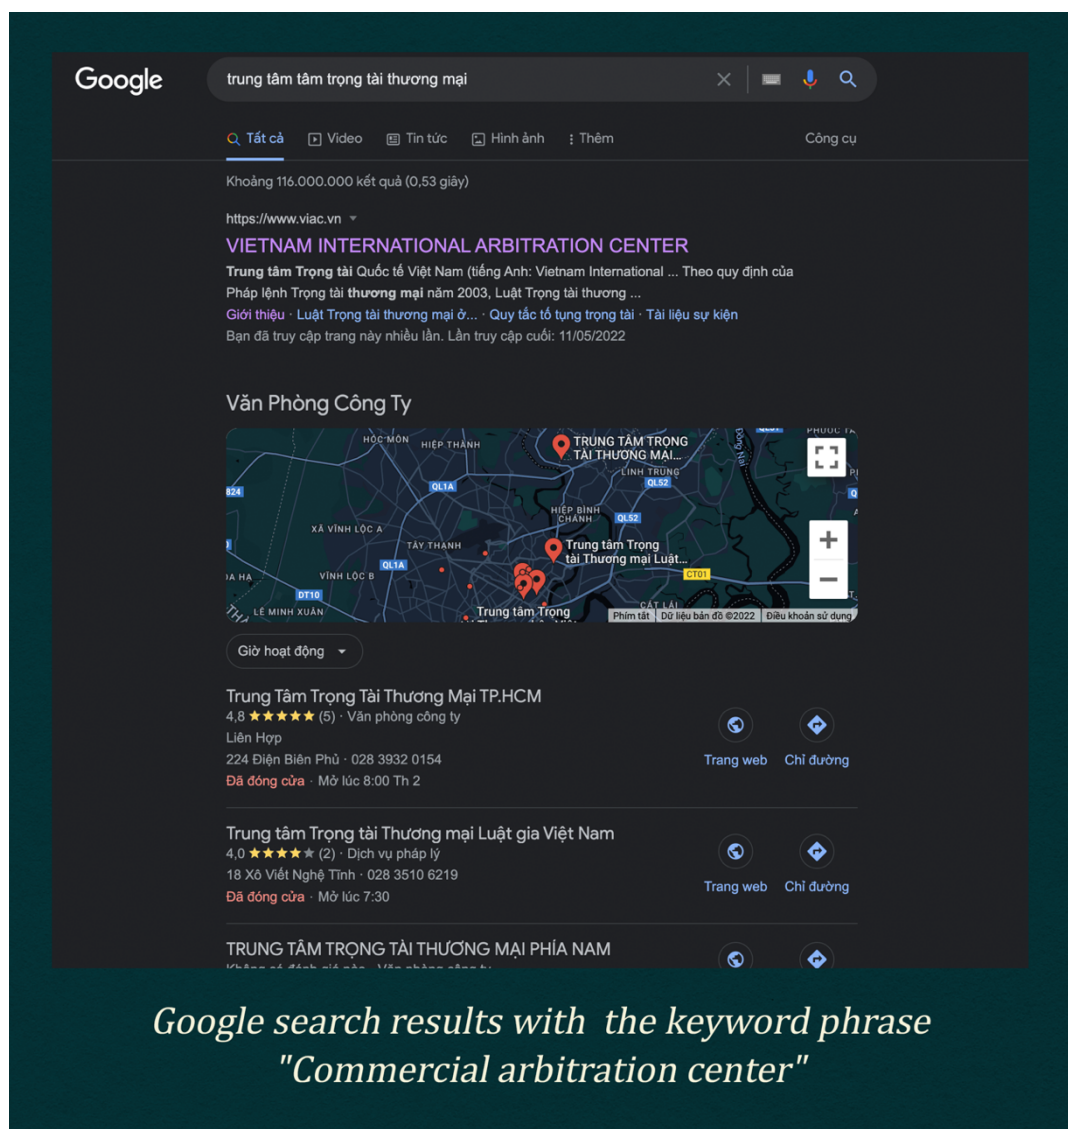 Google
trung tâm tâm trọng tài thương mại
Tất cả Video Tin tức Hình ảnh Thêm Công cụ
Khoảng 116.000.000 kết quả (0,53 giây)
https://www.viac.vn
VIETNAM INTERNATIONAL ARBITRATION CENTER
Trung tâm Trọng tài Quốc tế Việt Nam (tiếng Anh: Vietnam International ... Theo quy định của
Pháp lệnh Trọng tài thương mại năm 2003, Luật Trọng tài thương ...
Giới thiệu · Luật Trọng tài thương mại ở... · Quy tắc tố tụng trọng tài · Tài liệu sự kiện
Bạn đã truy cập trang này nhiều lần. Lần truy cập cuối: 11/05/2022
Văn Phòng Công Ty
HÓC MÔN
HIỆP THÀNH
TRUNG TÂM TRỌNG
TÀI THƯƠNG MẠI...
Đồng Nai
LINH TRUNG
QL1A
QL52
824
HIỆP BÌNH
CHÁNH
QL52
XÃ VĨNH LỘC A
TÂY THẠNH
Trung tâm Trọng
tài Thương mại Luật...
QL1A
VĨNH LỘC B
CT01
DT10
LÊ MINH XUÂN
CÁT LÁI
Trung tâm Trọng
Phím tắt Dữ liệu bản đồ ©2022 Điều khoản sử dụng
Giờ hoạt động
Trung Tâm Trọng Tài Thương Mại TP.HCM
4,8 (5) · Văn phòng công ty
Liên Hợp
224 Điện Biên Phủ · 028 3932 0154
Trang web Chỉ đường
Đã đóng cửa · Mở lúc 8:00 Th 2
Trung tâm Trọng tài Thương mại Luật gia Việt Nam
4,0 (2) · Dịch vụ pháp lý
18 Xô Viết Nghệ Tĩnh · 028 3510 6219
Trang web Chỉ đường
Đã đóng cửa · Mở lúc 7:30
TRUNG TÂM TRỌNG TÀI THƯƠNG MẠI PHÍA NAM
Không có đánh giá nào · Văn phòng công ty
Google search results with the keyword phrase
"Commercial arbitration center"